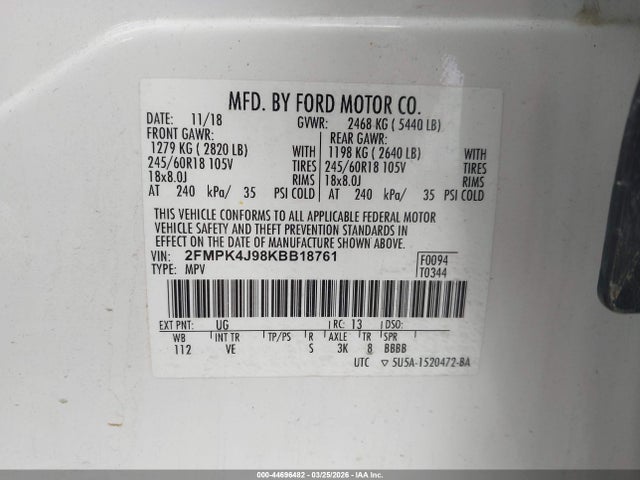 MFD. BY FORD MOTOR CO.
DATE: 11/18 GVWR: 2468 KG ( 5440 LB)
FRONT GAWR: REAR GAWR:
1279 KG ( 2820 LB) WITH 1198 KG ( 2640 LB) WITH
245/60R18 105V TIRES 245/60R18 105V TIRES
18x8.0J RIMS 18x8.0J RIMS
AT 240 kPa/ 35 PSI COLD AT 240 kPa/ 35 PSI COLD
THIS VEHICLE CONFORMS TO ALL APPLICABLE FEDERAL MOTOR
VEHICLE SAFETY AND THEFT PREVENTION STANDARDS IN
EFFECT ON THE DATE OF MANUFACTURE SHOWN ABOVE.
VIN: 2FMPK4J98KBB18761 F0094
TYPE: MPV T0344
EXT PNT: UG RC: 13 DSO:
WB INT TR TP/PS R AXLE TR SPR
112 VE S 3K 8 BBBB
UTC ▽ 5U5A-1520472-BA
000-44696482 - 03/25/2026 - IAA Inc.